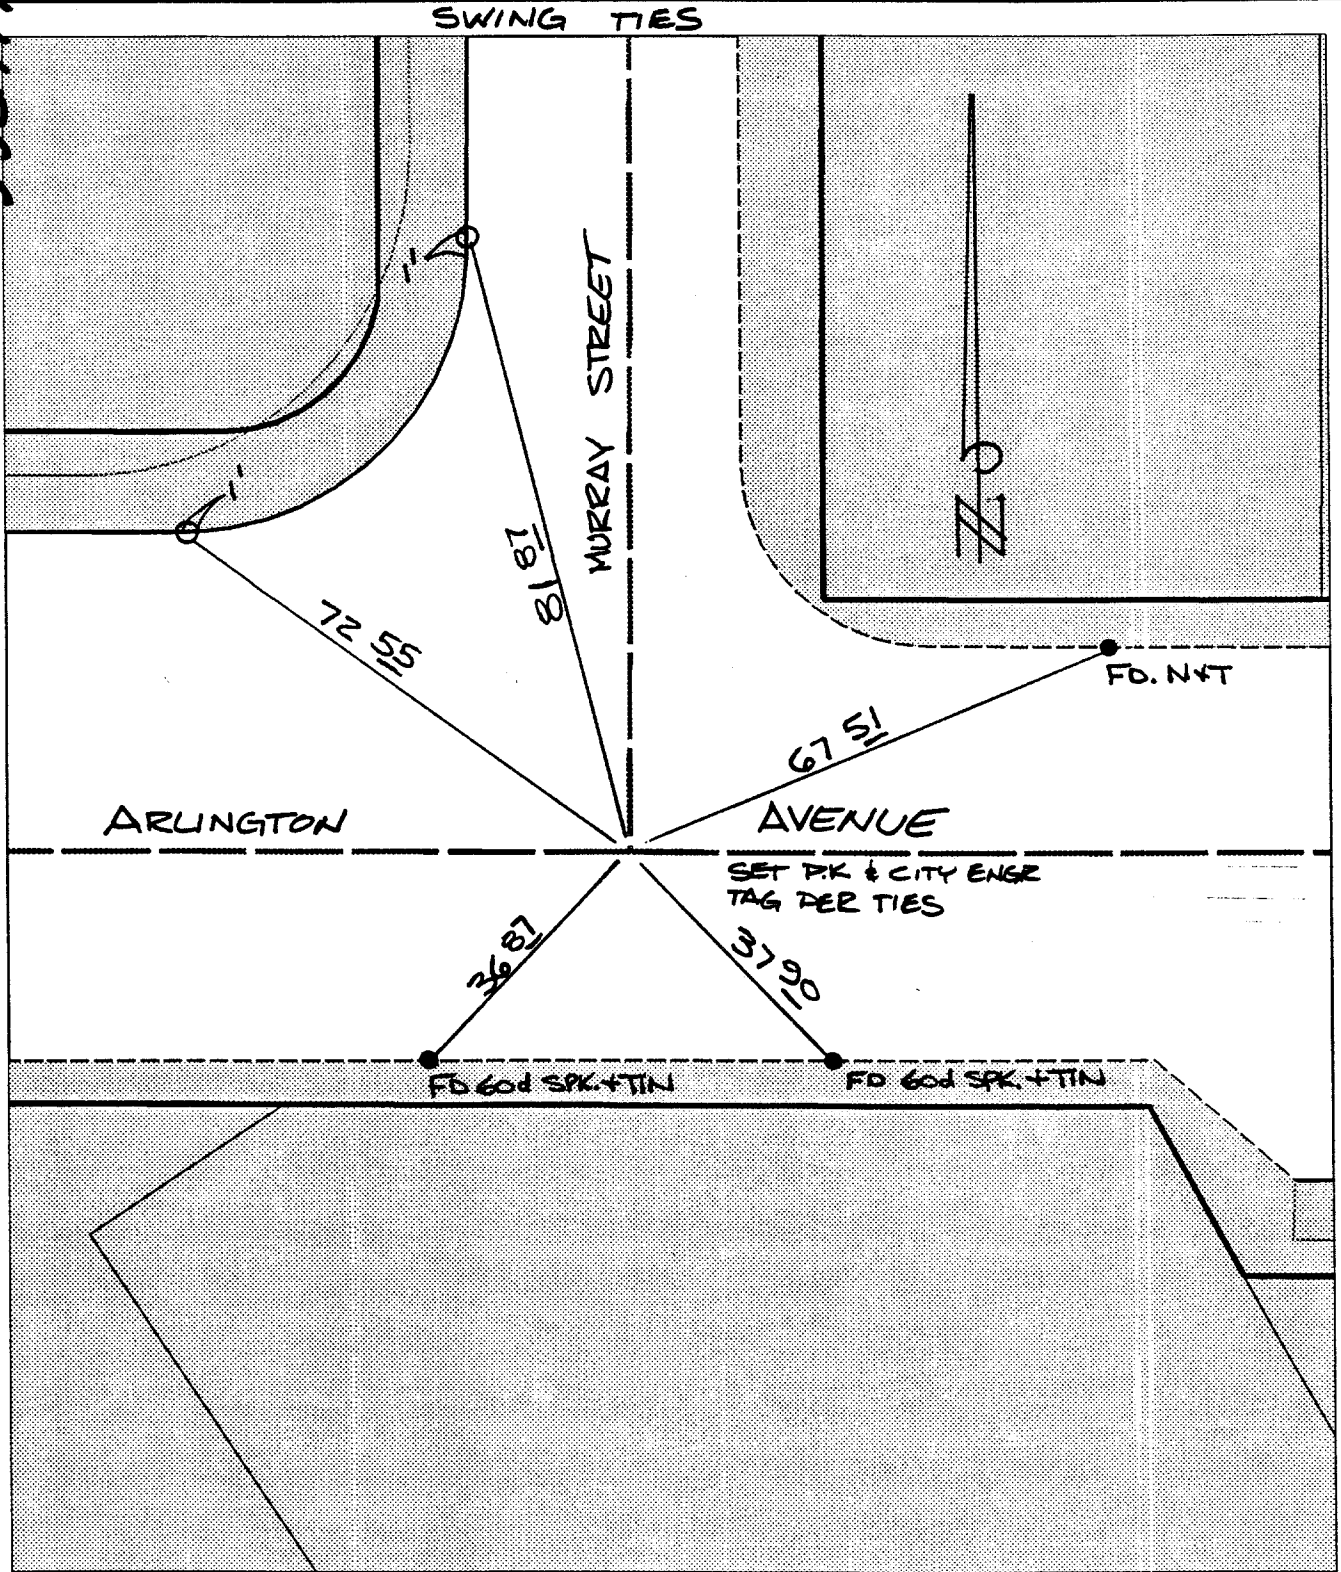 SWING TIES
1'
MURRAY STREET
1'
81 87
72 55
FD. N&T
67 51
ARLINGTON AVENUE
SET P.K & CITY ENGR
TAG PER TIES
36 87
37 90
FD 60d SPK. + TIN
FD 60d SPK. + TIN
N